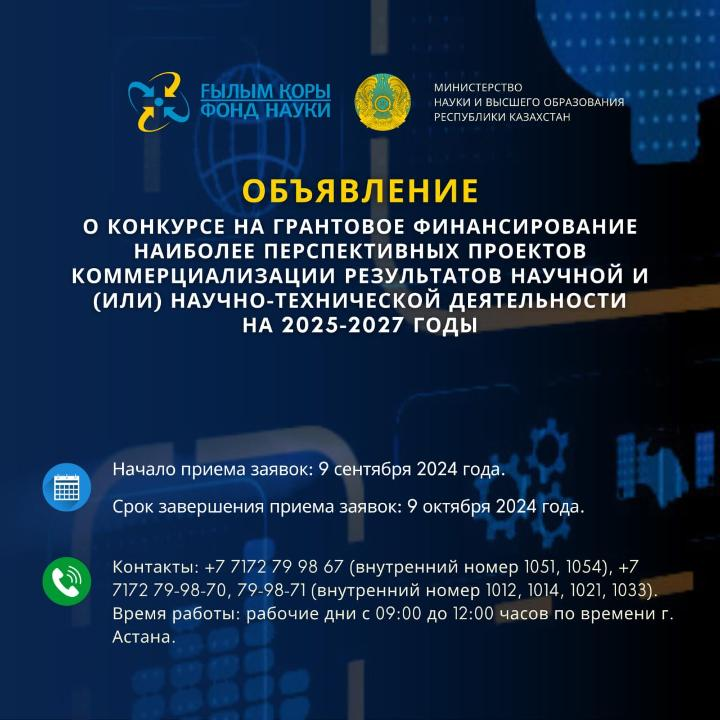 ҒЫЛЫМ ҚОРЫ
ФОНД НАУКИ
МИНИСТЕРСТВО
НАУКИ И ВЫСШЕГО ОБРАЗОВАНИЯ
РЕСПУБЛИКИ КАЗАХСТАН
ОБЪЯВЛЕНИЕ
О КОНКУРСЕ НА ГРАНТОВОЕ ФИНАНСИРОВАНИЕ
НАИБОЛЕЕ ПЕРСПЕКТИВНЫХ ПРОЕКТОВ
КОММЕРЦИАЛИЗАЦИИ РЕЗУЛЬТАТОВ НАУЧНОЙ И
(ИЛИ) НАУЧНО-ТЕХНИЧЕСКОЙ ДЕЯТЕЛЬНОСТИ
НА 2025-2027 ГОДЫ
Начало приема заявок: 9 сентября 2024 года.
Срок завершения приема заявок: 9 октября 2024 года.
Контакты: +7 7172 79 98 67 (внутренний номер 1051, 1054), +7
7172 79-98-70, 79-98-71 (внутренний номер 1012, 1014, 1021, 1033).
Время работы: рабочие дни с 09:00 до 12:00 часов по времени г.
Астана.